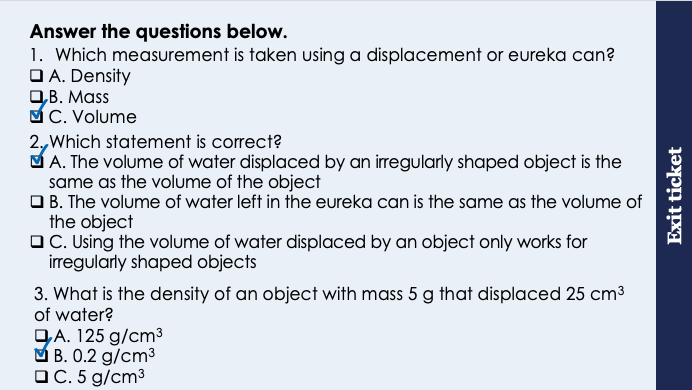 Answer the questions below.
1. Which measurement is taken using a displacement or eureka can?
☐ A. Density
☐ B. Mass
☑ C. Volume
2. Which statement is correct?
☑ A. The volume of water displaced by an irregularly shaped object is the
same as the volume of the object
☐ B. The volume of water left in the eureka can is the same as the volume of
the object
☐ C. Using the volume of water displaced by an object only works for
irregularly shaped objects
3. What is the density of an object with mass 5 g that displaced 25 cm³
of water?
☐ A. 125 g/cm³
☑ B. 0.2 g/cm³
☐ C. 5 g/cm³
Exit ticket